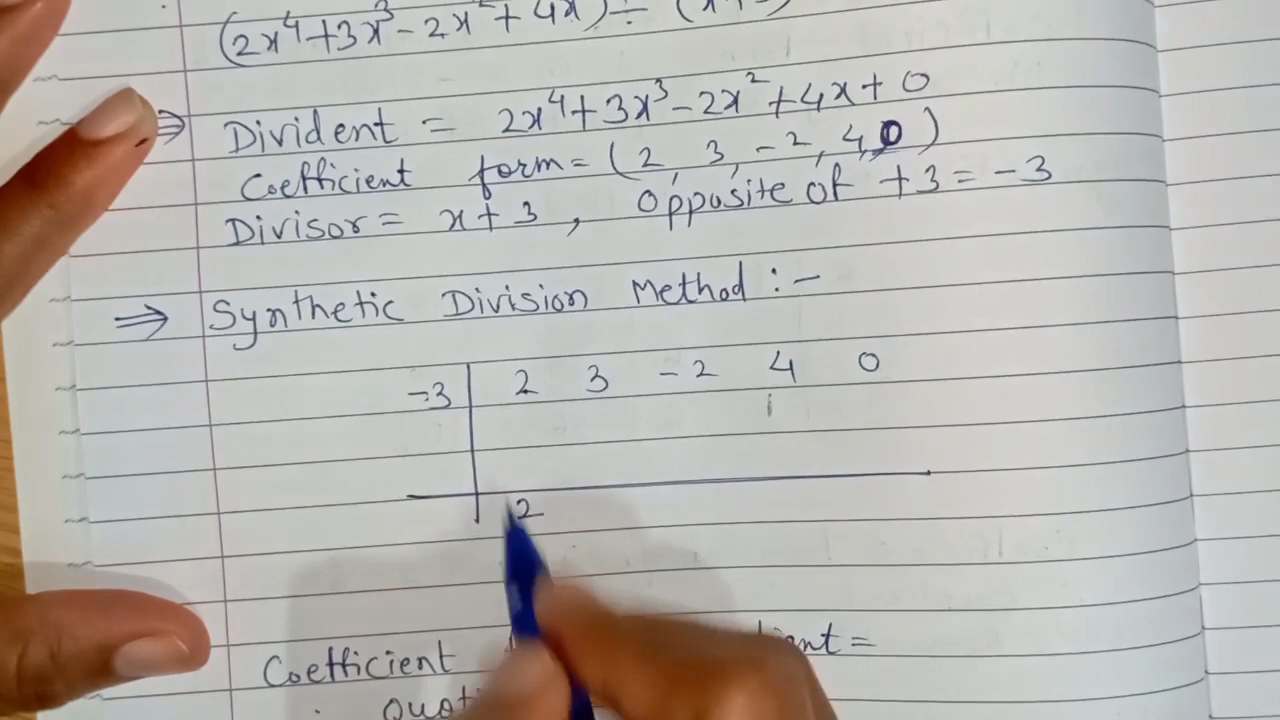 (2x⁴+3x³-2x²+4x) ÷ (x+
⇒ Divident = 2x⁴+3x³-2x²+4x+0
Coefficient form = (2, 3, -2, 4, 0)
Divisor = x+3, Opposite of +3 = -3
⇒ Synthetic Division Method :-
-3 2 3 -2 4 0
2
Coefficient =